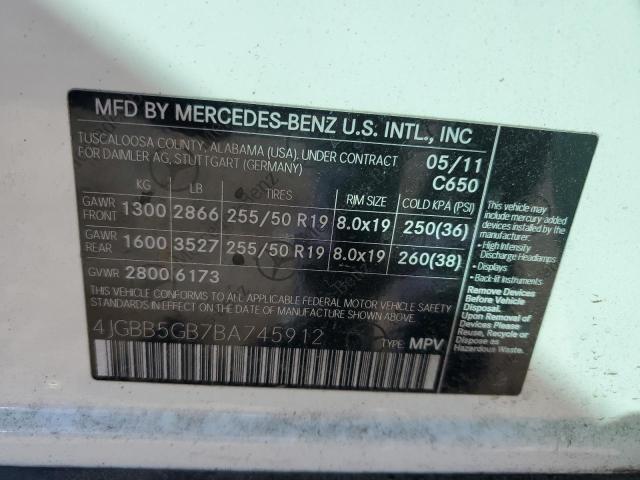 MFD BY MERCEDES-BENZ U.S. INTL., INC
TUSCALOOSA COUNTY, ALABAMA (USA). UNDER CONTRACT
FOR DAIMLER AG, STUTTGART (GERMANY)
05/11
C650
KG LB TIRES RIM SIZE COLD KPA (PSI)
GAWR FRONT 1300 2866 255/50 R19 8.0x19 250(36)
GAWR REAR 1600 3527 255/50 R19 8.0x19 260(38)
GVWR 2800 6173
THIS VEHICLE CONFORMS TO ALL APPLICABLE FEDERAL MOTOR VEHICLE SAFETY
STANDARDS IN EFFECT ON THE DATE OF MANUFACTURE SHOWN ABOVE.
4JGBB5GB7BA745912
TYPE: MPV
This vehicle may include
mercury added devices
installed by the
manufacturer:
• High Intensity
Discharge Headlamps
• Displays
• Back-lit Instruments
Remove Devices
Before Vehicle Disposal.
Reuse, Recycle or
Dispose as
Hazardous Waste.